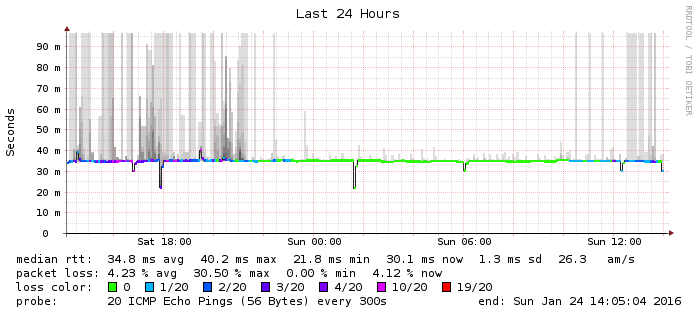 Last 24 Hours
RRDTOOL / TOBI OETIKER
Seconds
90 m
80 m
70 m
60 m
50 m
40 m
30 m
20 m
10 m
0
Sat 18:00 Sun 00:00 Sun 06:00 Sun 12:00
median rtt: 34.8 ms avg 40.2 ms max 21.8 ms min 30.1 ms now 1.3 ms sd 26.3 am/s
packet loss: 4.23 % avg 30.50 % max 0.00 % min 4.12 % now
loss color: 0 1/20 2/20 3/20 4/20 10/20 19/20
probe: 20 ICMP Echo Pings (56 Bytes) every 300s end: Sun Jan 24 14:05:04 2016